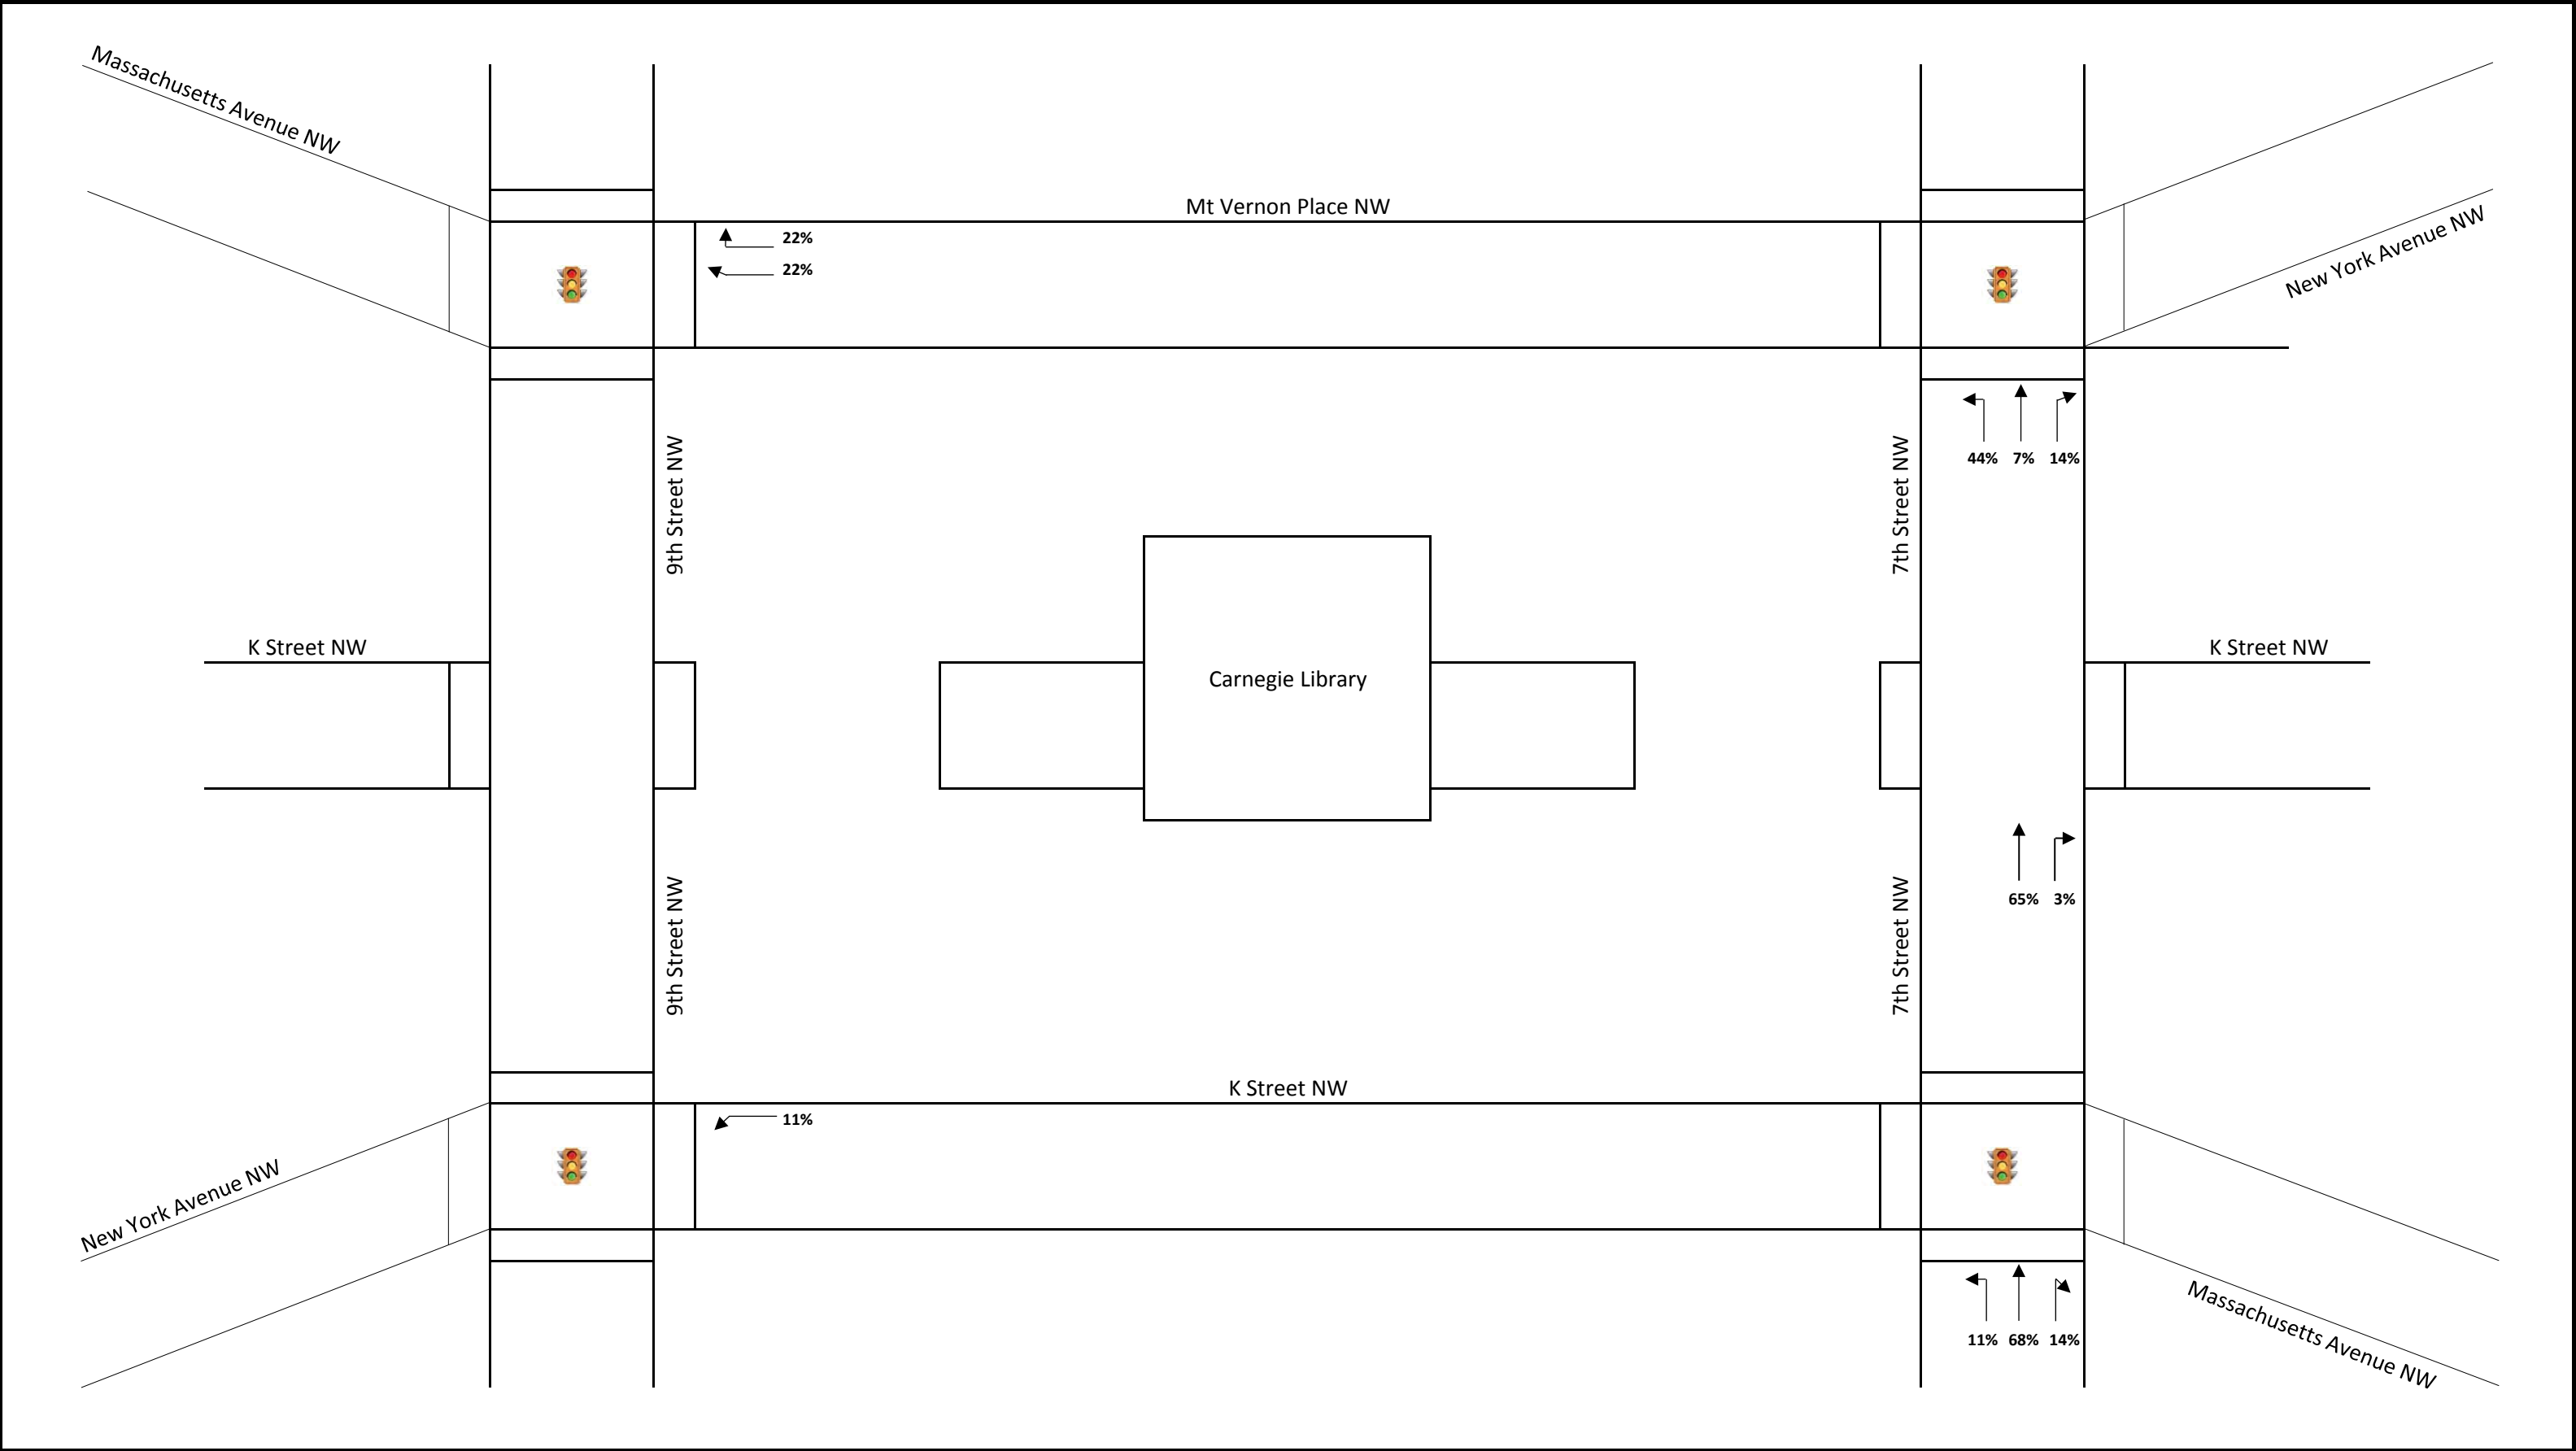 Massachusetts Avenue NW
Mt Vernon Place NW
22%
22%
New York Avenue NW
44% 7% 14%
9th Street NW
7th Street NW
K Street NW
K Street NW
Carnegie Library
65% 3%
9th Street NW
7th Street NW
K Street NW
11%
New York Avenue NW
11% 68% 14%
Massachusetts Avenue NW